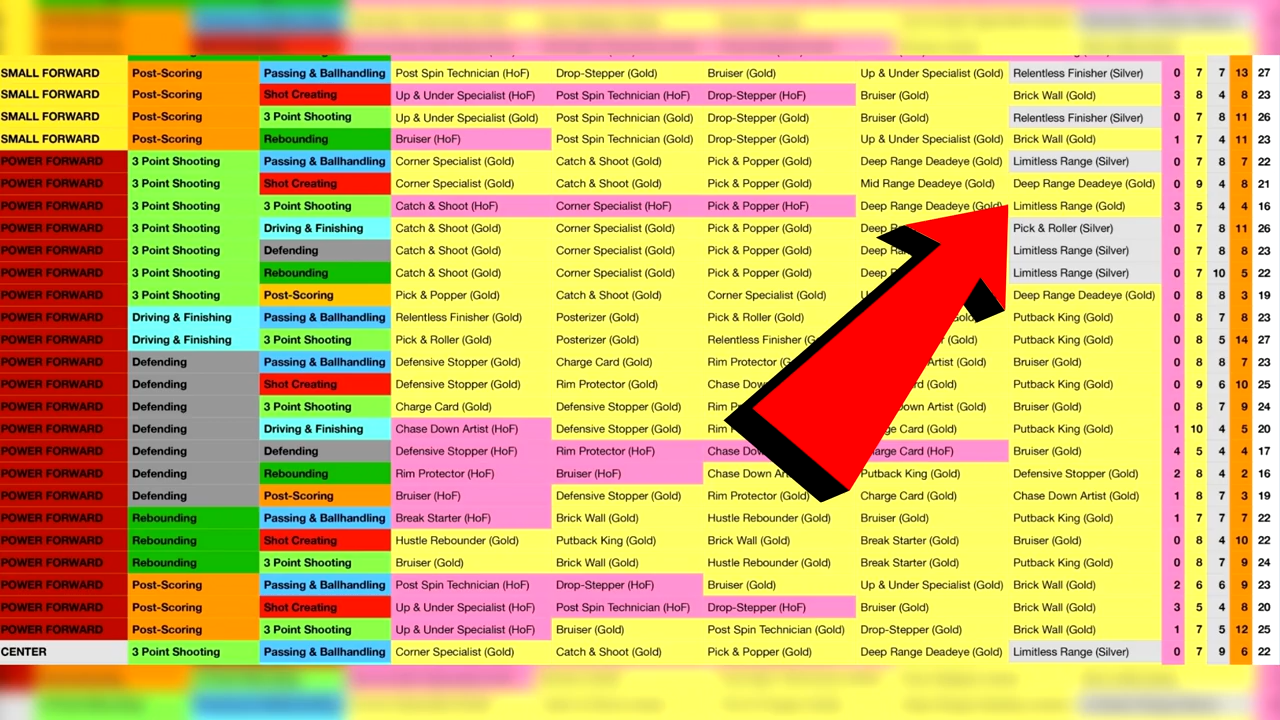 SMALL FORWARD Post-Scoring Passing & Ballhandling Post Spin Technician (HoF) Drop-Stepper (Gold) Bruiser (Gold) Up & Under Specialist (Gold) Relentless Finisher (Silver) 0 7 7 13 27
SMALL FORWARD Post-Scoring Shot Creating Up & Under Specialist (HoF) Post Spin Technician (HoF) Drop-Stepper (HoF) Bruiser (Gold) Brick Wall (Gold) 3 8 4 8 23
SMALL FORWARD Post-Scoring 3 Point Shooting Up & Under Specialist (Gold) Post Spin Technician (Gold) Drop-Stepper (Gold) Bruiser (Gold) Relentless Finisher (Silver) 0 7 8 11 26
SMALL FORWARD Post-Scoring Rebounding Bruiser (HoF) Post Spin Technician (Gold) Drop-Stepper (Gold) Up & Under Specialist (Gold) Brick Wall (Gold) 1 7 4 11 23
POWER FORWARD 3 Point Shooting Passing & Ballhandling Corner Specialist (Gold) Catch & Shoot (Gold) Pick & Popper (Gold) Deep Range Deadeye (Gold) Limitless Range (Silver) 0 7 8 7 22
POWER FORWARD 3 Point Shooting Shot Creating Corner Specialist (Gold) Catch & Shoot (Gold) Pick & Popper (Gold) Mid Range Deadeye (Gold) Deep Range Deadeye (Gold) 0 9 4 8 21
POWER FORWARD 3 Point Shooting 3 Point Shooting Catch & Shoot (HoF) Corner Specialist (HoF) Pick & Popper (HoF) Deep Range Deadeye (Gold) Limitless Range (Gold) 3 5 4 4 16
POWER FORWARD 3 Point Shooting Driving & Finishing Catch & Shoot (Gold) Corner Specialist (Gold) Pick & Popper (Gold) Deep Pick & Roller (Silver) 0 7 8 11 26
POWER FORWARD 3 Point Shooting Defending Catch & Shoot (Gold) Corner Specialist (Gold) Pick & Popper (Gold) Deep Limitless Range (Silver) 0 7 8 8 23
POWER FORWARD 3 Point Shooting Rebounding Catch & Shoot (Gold) Corner Specialist (Gold) Pick & Popper (Gold) Deep Limitless Range (Silver) 0 7 10 5 22
POWER FORWARD 3 Point Shooting Post-Scoring Pick & Popper (Gold) Catch & Shoot (Gold) Corner Specialist (Gold) Deep Range Deadeye (Gold) 0 8 8 3 19
POWER FORWARD Driving & Finishing Passing & Ballhandling Relentless Finisher (Gold) Posterizer (Gold) Pick & Roller (Gold) Putback King (Gold) 0 8 7 8 23
POWER FORWARD Driving & Finishing 3 Point Shooting Pick & Roller (Gold) Posterizer (Gold) Relentless Finisher Putback King (Gold) 0 8 5 14 27
POWER FORWARD Defending Passing & Ballhandling Defensive Stopper (Gold) Charge Card (Gold) Rim Protector Artist (Gold) Bruiser (Gold) 0 8 8 7 23
POWER FORWARD Defending Shot Creating Defensive Stopper (Gold) Rim Protector (Gold) Chase (Gold) Putback King (Gold) 0 9 6 10 25
POWER FORWARD Defending 3 Point Shooting Charge Card (Gold) Defensive Stopper (Gold) Rim Artist (Gold) Bruiser (Gold) 0 8 7 9 24
POWER FORWARD Defending Driving & Finishing Chase Down Artist (HoF) Defensive Stopper (Gold) Rim Card (Gold) Putback King (Gold) 1 10 4 5 20
POWER FORWARD Defending Defending Defensive Stopper (HoF) Rim Protector (HoF) Chase Card (HoF) Bruiser (Gold) 4 5 4 4 17
POWER FORWARD Defending Rebounding Rim Protector (HoF) Bruiser (HoF) Chase Down Putback King (Gold) Defensive Stopper (Gold) 2 8 4 2 16
POWER FORWARD Defending Post-Scoring Bruiser (HoF) Defensive Stopper (Gold) Rim Protector (Gold) Charge Card (Gold) Chase Down Artist (Gold) 1 8 7 3 19
POWER FORWARD Rebounding Passing & Ballhandling Break Starter (HoF) Brick Wall (Gold) Hustle Rebounder (Gold) Bruiser (Gold) Putback King (Gold) 1 7 7 7 22
POWER FORWARD Rebounding Shot Creating Hustle Rebounder (Gold) Putback King (Gold) Brick Wall (Gold) Break Starter (Gold) Bruiser (Gold) 0 8 4 10 22
POWER FORWARD Rebounding 3 Point Shooting Bruiser (Gold) Brick Wall (Gold) Hustle Rebounder (Gold) Break Starter (Gold) Putback King (Gold) 0 8 7 9 24
POWER FORWARD Post-Scoring Passing & Ballhandling Post Spin Technician (HoF) Drop-Stepper (HoF) Bruiser (Gold) Up & Under Specialist (Gold) Brick Wall (Gold) 2 6 6 9 23
POWER FORWARD Post-Scoring Shot Creating Up & Under Specialist (HoF) Post Spin Technician (HoF) Drop-Stepper (HoF) Bruiser (Gold) Brick Wall (Gold) 3 5 4 8 20
POWER FORWARD Post-Scoring 3 Point Shooting Up & Under Specialist (HoF) Bruiser (Gold) Post Spin Technician (Gold) Drop-Stepper (Gold) Brick Wall (Gold) 1 7 5 12 25
CENTER 3 Point Shooting Passing & Ballhandling Corner Specialist (Gold) Catch & Shoot (Gold) Pick & Popper (Gold) Deep Range Deadeye (Gold) Limitless Range (Silver) 0 7 9 6 22